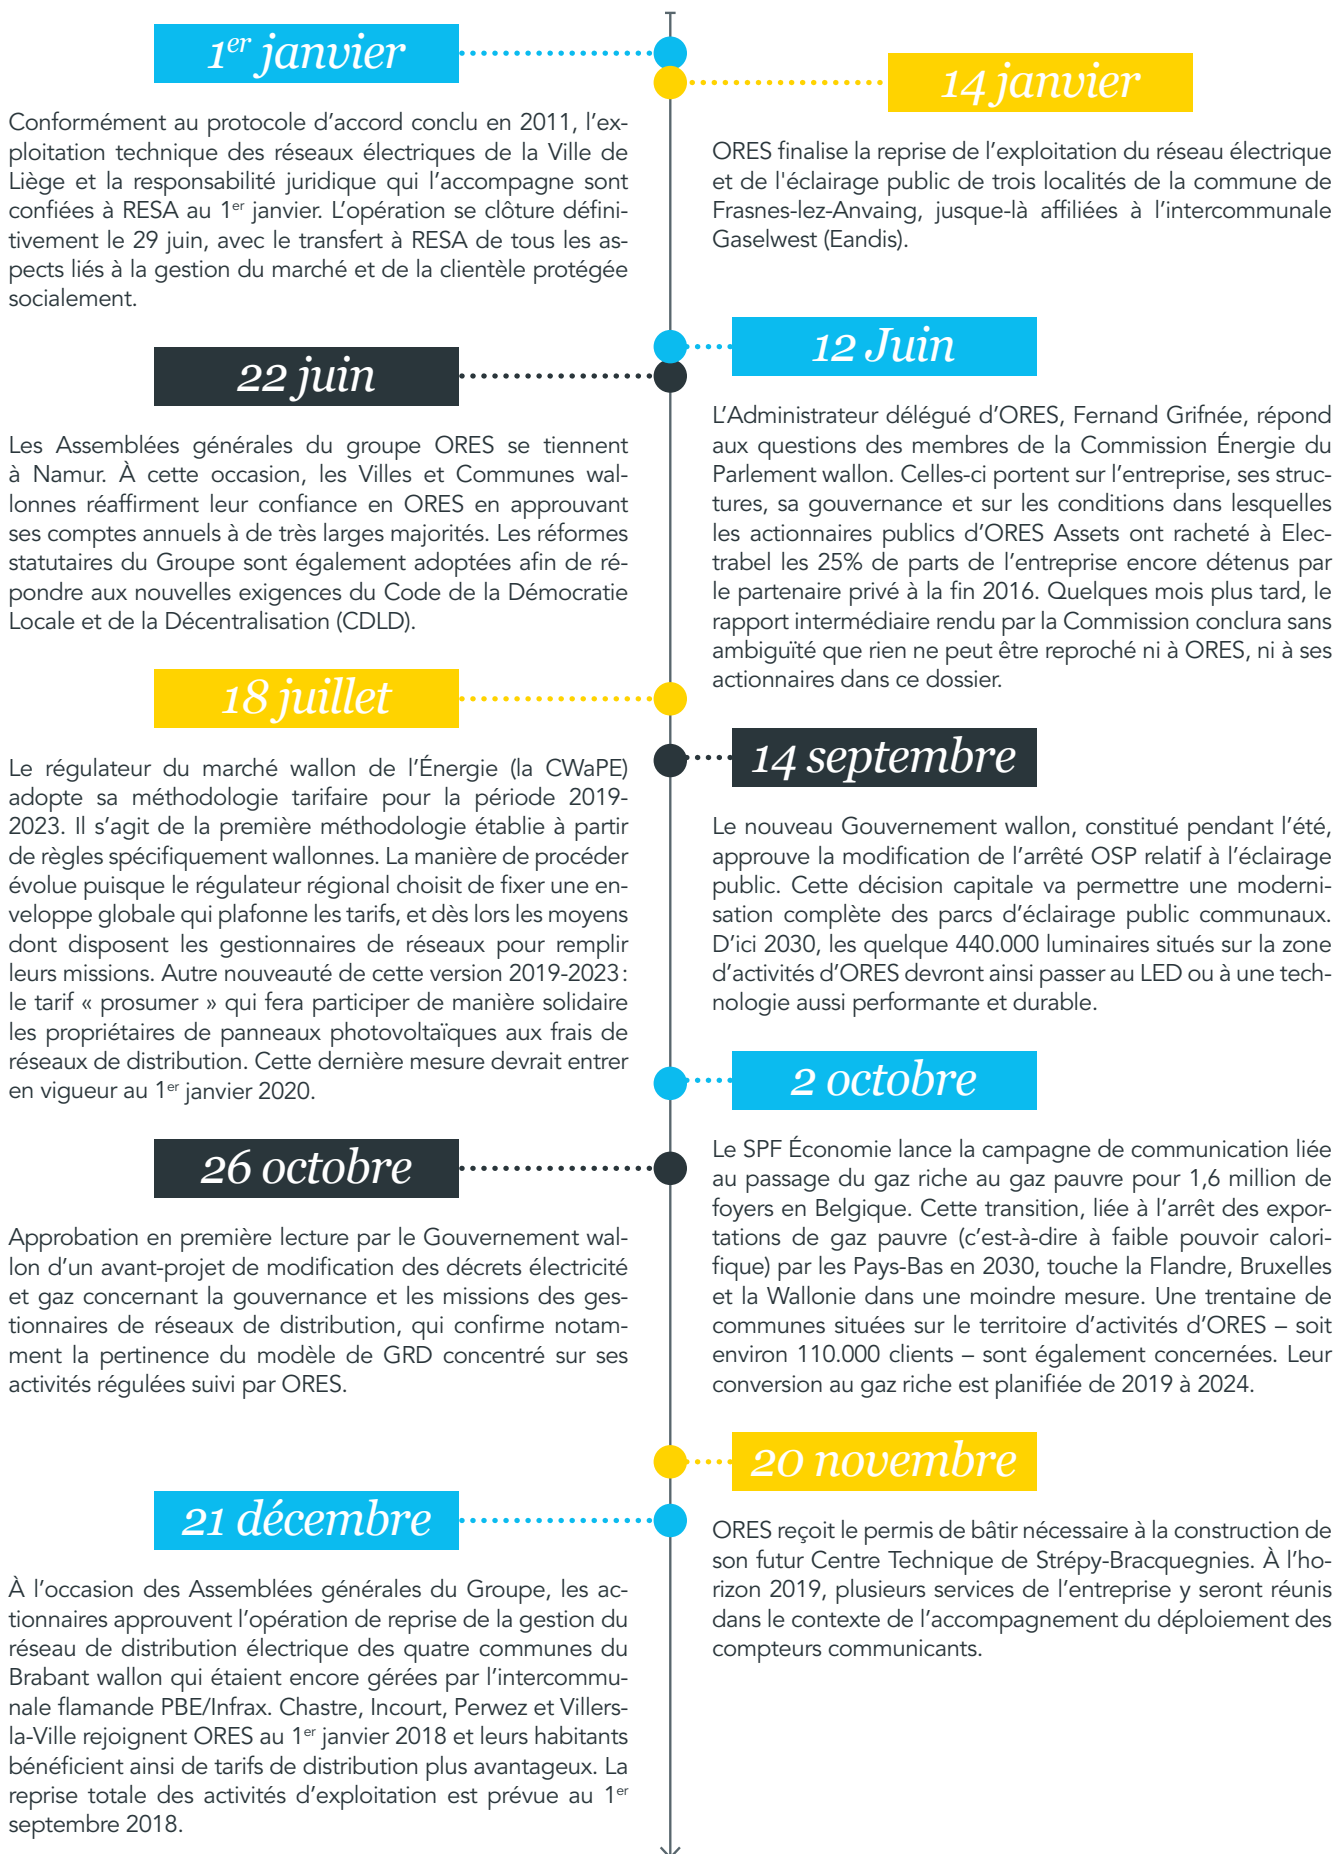 1er janvier
Conformément au protocole d’accord conclu en 2011, l’ex-
ploitation technique des réseaux électriques de la Ville de
Liège et la responsabilité juridique qui l’accompagne sont
confiées à RESA au 1er janvier. L’opération se clôture défini-
tivement le 29 juin, avec le transfert à RESA de tous les as-
pects liés à la gestion du marché et de la clientèle protégée
socialement.
14 janvier
ORES finalise la reprise de l’exploitation du réseau électrique
et de l'éclairage public de trois localités de la commune de
Frasnes-lez-Anvaing, jusque-là affiliées à l’intercommunale
Gaselwest (Eandis).
12 Juin
L’Administrateur délégué d’ORES, Fernand Grifnée, répond
aux questions des membres de la Commission Énergie du
Parlement wallon. Celles-ci portent sur l’entreprise, ses struc-
tures, sa gouvernance et sur les conditions dans lesquelles
les actionnaires publics d’ORES Assets ont racheté à Elec-
trabel les 25% de parts de l’entreprise encore détenus par
le partenaire privé à la fin 2016. Quelques mois plus tard, le
rapport intermédiaire rendu par la Commission conclura sans
ambiguïté que rien ne peut être reproché ni à ORES, ni à ses
actionnaires dans ce dossier.
22 juin
Les Assemblées générales du groupe ORES se tiennent
à Namur. À cette occasion, les Villes et Communes wal-
lonnes réaffirment leur confiance en ORES en approuvant
ses comptes annuels à de très larges majorités. Les réformes
statutaires du Groupe sont également adoptées afin de ré-
pondre aux nouvelles exigences du Code de la Démocratie
Locale et de la Décentralisation (CDLD).
18 juillet
Le régulateur du marché wallon de l’Énergie (la CWaPE)
adopte sa méthodologie tarifaire pour la période 2019-
2023. Il s’agit de la première méthodologie établie à partir
de règles spécifiquement wallonnes. La manière de procéder
évolue puisque le régulateur régional choisit de fixer une en-
veloppe globale qui plafonne les tarifs, et dès lors les moyens
dont disposent les gestionnaires de réseaux pour remplir
leurs missions. Autre nouveauté de cette version 2019-2023 :
le tarif « prosumer » qui fera participer de manière solidaire
les propriétaires de panneaux photovoltaïques aux frais de
réseaux de distribution. Cette dernière mesure devrait entrer
en vigueur au 1er janvier 2020.
14 septembre
Le nouveau Gouvernement wallon, constitué pendant l’été,
approuve la modification de l’arrêté OSP relatif à l’éclairage
public. Cette décision capitale va permettre une moderni-
sation complète des parcs d’éclairage public communaux.
D’ici 2030, les quelque 440.000 luminaires situés sur la zone
d’activités d’ORES devront ainsi passer au LED ou à une tech-
nologie aussi performante et durable.
2 octobre
Le SPF Économie lance la campagne de communication liée
au passage du gaz riche au gaz pauvre pour 1,6 million de
foyers en Belgique. Cette transition, liée à l’arrêt des expor-
tations de gaz pauvre (c’est-à-dire à faible pouvoir calori-
fique) par les Pays-Bas en 2030, touche la Flandre, Bruxelles
et la Wallonie dans une moindre mesure. Une trentaine de
communes situées sur le territoire d’activités d’ORES – soit
environ 110.000 clients – sont également concernées. Leur
conversion au gaz riche est planifiée de 2019 à 2024.
26 octobre
Approbation en première lecture par le Gouvernement wal-
lon d’un avant-projet de modification des décrets électricité
et gaz concernant la gouvernance et les missions des ges-
tionnaires de réseaux de distribution, qui confirme notam-
ment la pertinence du modèle de GRD concentré sur ses
activités régulées suivi par ORES.
20 novembre
ORES reçoit le permis de bâtir nécessaire à la construction de
son futur Centre Technique de Strépy-Bracquegnies. À l’ho-
rizon 2019, plusieurs services de l’entreprise y seront réunis
dans le contexte de l’accompagnement du déploiement des
compteurs communicants.
21 décembre
À l’occasion des Assemblées générales du Groupe, les ac-
tionnaires approuvent l’opération de reprise de la gestion du
réseau de distribution électrique des quatre communes du
Brabant wallon qui étaient encore gérées par l’intercommu-
nale flamande PBE/Infrax. Chastre, Incourt, Perwez et Villers-
la-Ville rejoignent ORES au 1er janvier 2018 et leurs habitants
bénéficient ainsi de tarifs de distribution plus avantageux. La
reprise totale des activités d’exploitation est prévue au 1er
septembre 2018.